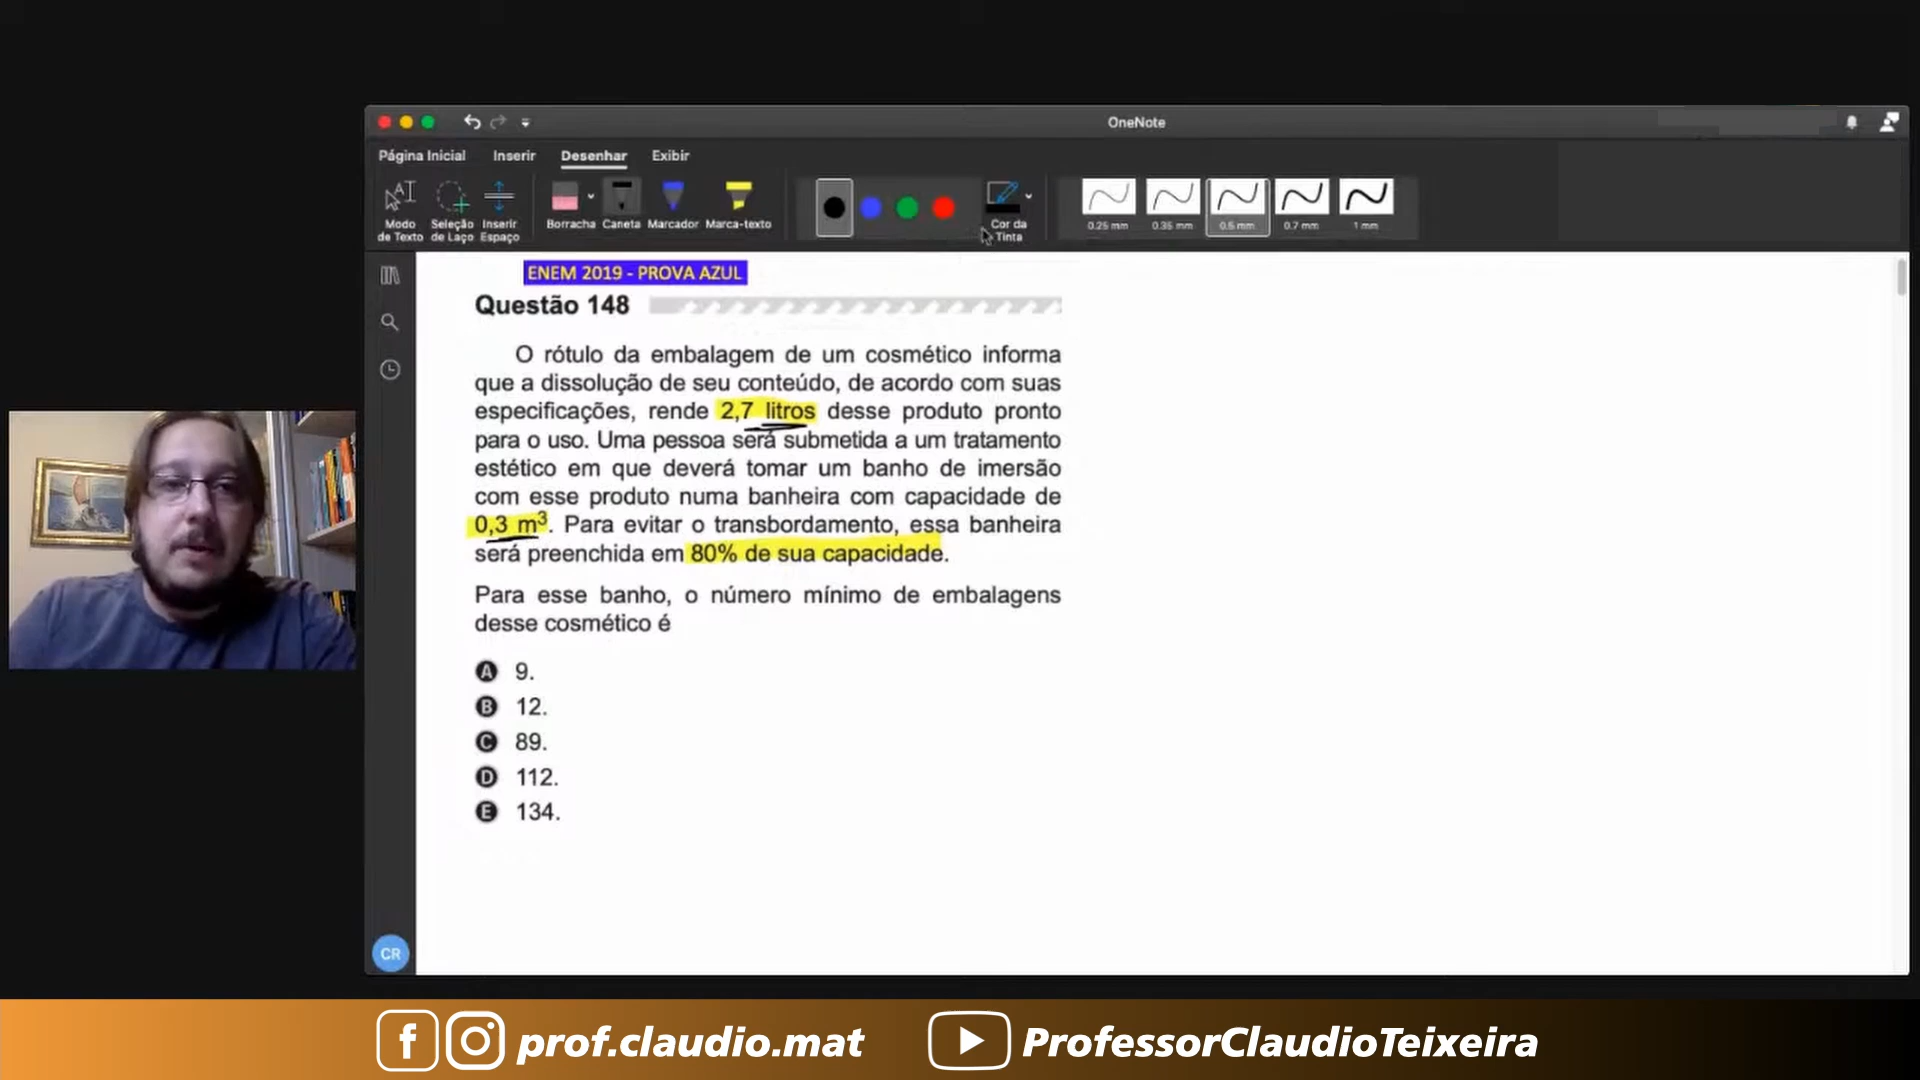 OneNote
Página Inicial Inserir Desenhar Exibir
Modo de Texto
Seleção de Laço
Inserir Espaço
Borracha
Caneta
Marcador
Marca-texto
Cor da Tinta
0.25 mm
0.35 mm
0.5 mm
0.7 mm
1 mm
ENEM 2019 - PROVA AZUL
Questão 148
O rótulo da embalagem de um cosmético informa
que a dissolução de seu conteúdo, de acordo com suas
especificações, rende 2,7 litros desse produto pronto
para o uso. Uma pessoa será submetida a um tratamento
estético em que deverá tomar um banho de imersão
com esse produto numa banheira com capacidade de
0,3 m³. Para evitar o transbordamento, essa banheira
será preenchida em 80% de sua capacidade.
Para esse banho, o número mínimo de embalagens
desse cosmético é
A 9.
B 12.
C 89.
D 112.
E 134.
CR
prof.claudio.mat ProfessorClaudioTeixeira